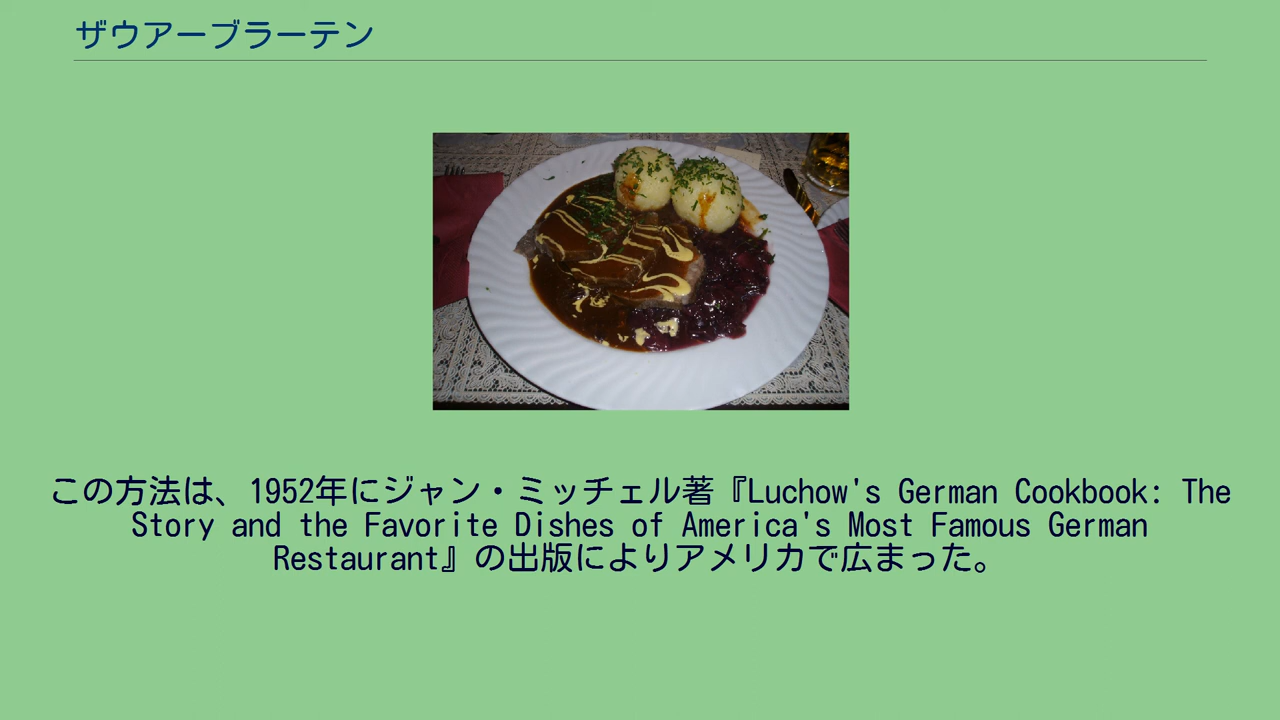 ザウアーブラーテン
この方法は、1952年にジャン・ミッチェル著『Luchow's German Cookbook: The
Story and the Favorite Dishes of America's Most Famous German
Restaurant』の出版によりアメリカで広まった。